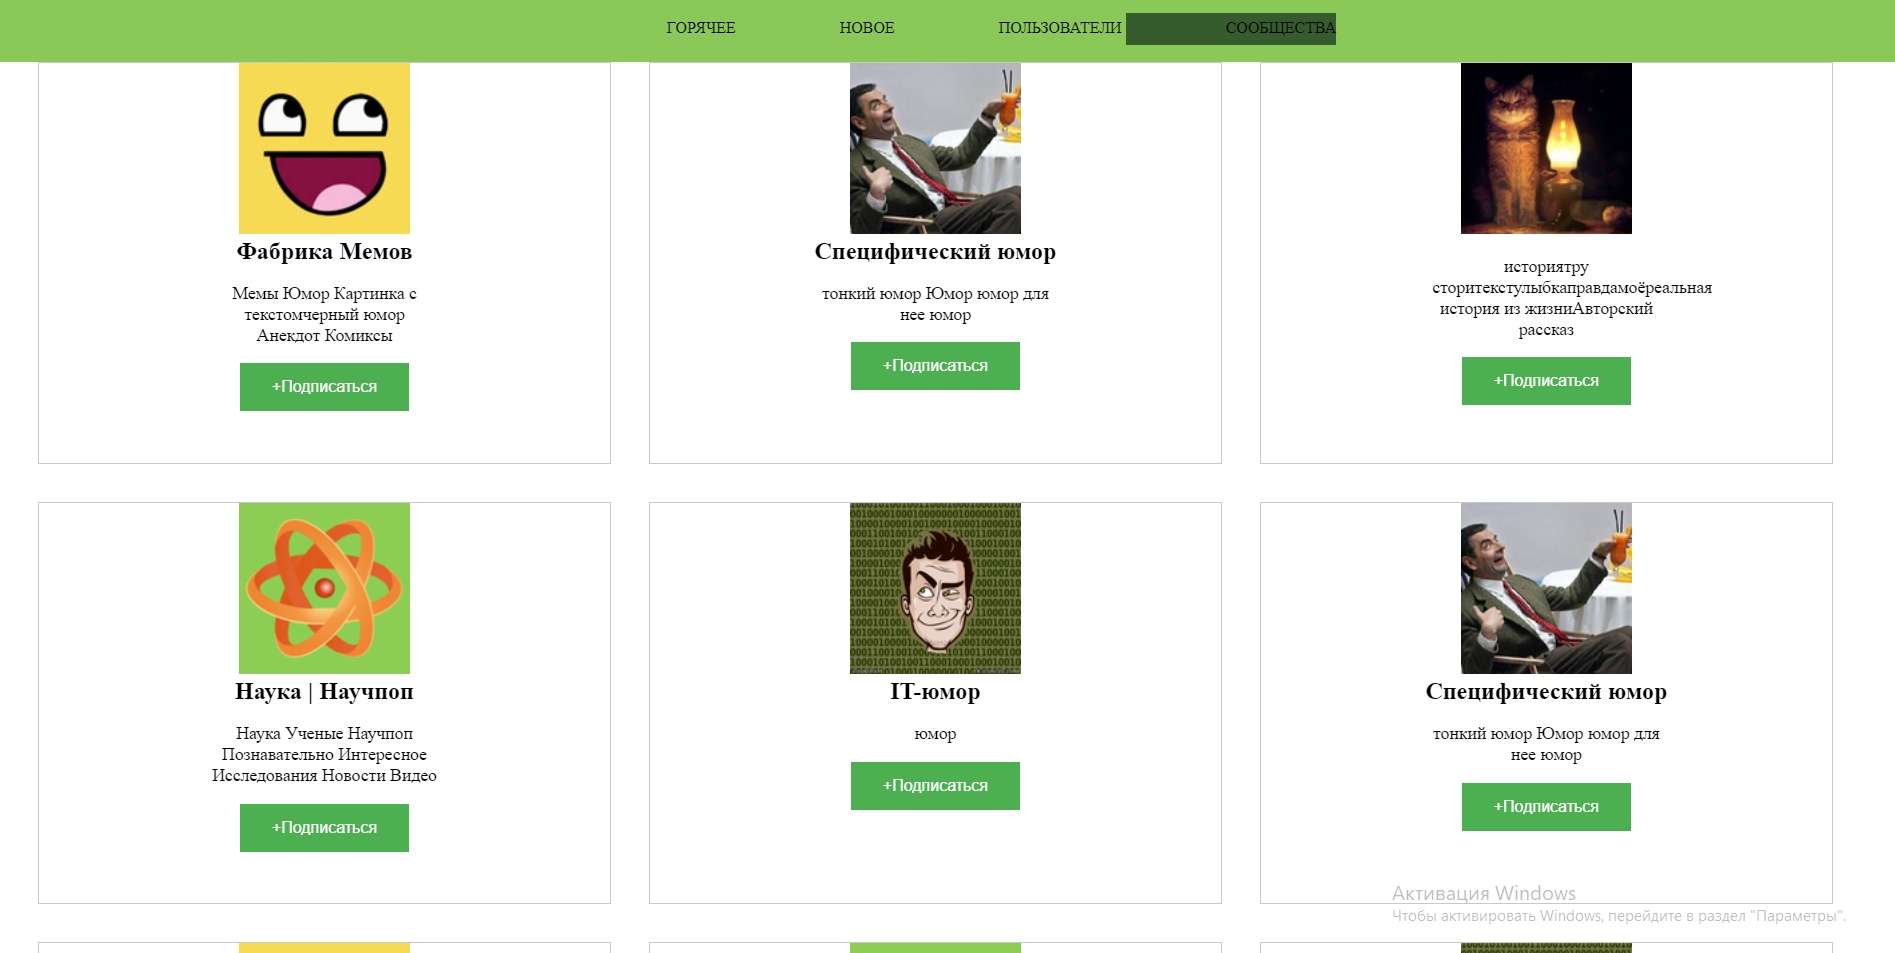 ГОРЯЧЕЕ НОВОЕ ПОЛЬЗОВАТЕЛИ СООБЩЕСТВА
Фабрика Мемов
Мемы Юмор Картинка с
текстомчерный юмор
Анекдот Комиксы
+Подписаться
Специфический юмор
тонкий юмор Юмор юмор для
нее юмор
+Подписаться
историятру
сторитекстулыбкаправдамоёреальная
история из жизниАвторский
рассказ
+Подписаться
Наука | Научпоп
Наука Ученые Научпоп
Познавательно Интересное
Исследования Новости Видео
+Подписаться
IT-юмор
юмор
+Подписаться
Специфический юмор
тонкий юмор Юмор юмор для
нее юмор
+Подписаться
Активация Windows
Чтобы активировать Windows, перейдите в раздел "Параметры".